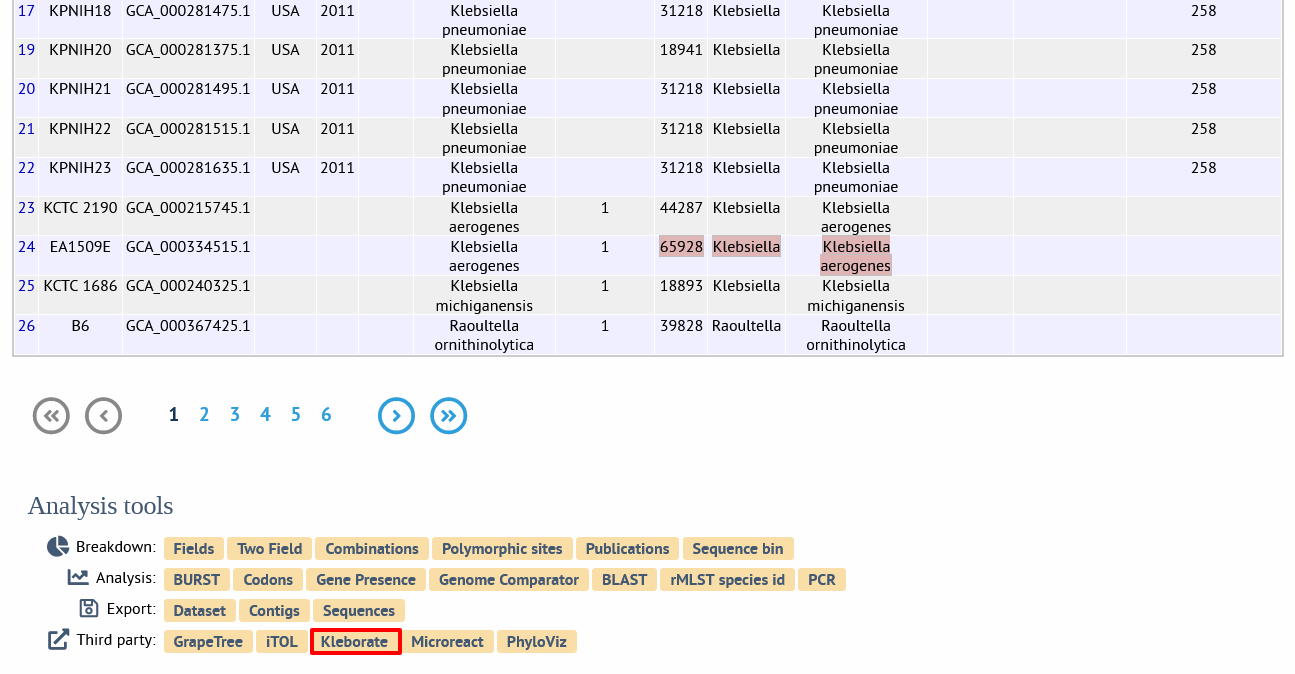 17 KPNIH18 GCA_000281475.1 USA 2011 Klebsiella 31218 Klebsiella Klebsiella 258
pneumoniae pneumoniae
19 KPNIH20 GCA_000281375.1 USA 2011 Klebsiella 18941 Klebsiella Klebsiella 258
pneumoniae pneumoniae
20 KPNIH21 GCA_000281495.1 USA 2011 Klebsiella 31218 Klebsiella Klebsiella 258
pneumoniae pneumoniae
21 KPNIH22 GCA_000281515.1 USA 2011 Klebsiella 31218 Klebsiella Klebsiella 258
pneumoniae pneumoniae
22 KPNIH23 GCA_000281635.1 USA 2011 Klebsiella 31218 Klebsiella Klebsiella 258
pneumoniae pneumoniae
23 KCTC 2190 GCA_000215745.1 Klebsiella 1 44287 Klebsiella Klebsiella
aerogenes aerogenes
24 EA1509E GCA_000334515.1 Klebsiella 1 65928 Klebsiella Klebsiella
aerogenes aerogenes
25 KCTC 1686 GCA_000240325.1 Klebsiella 1 18893 Klebsiella Klebsiella
michiganensis michiganensis
26 B6 GCA_000367425.1 Raoultella 1 39828 Raoultella Raoultella
ornithinolytica ornithinolytica
1 2 3 4 5 6
Analysis tools
Breakdown: Fields Two Field Combinations Polymorphic sites Publications Sequence bin
Analysis: BURST Codons Gene Presence Genome Comparator BLAST rMLST species id PCR
Export: Dataset Contigs Sequences
Third party: GrapeTree iTOL Kleborate Microreact PhyloViz